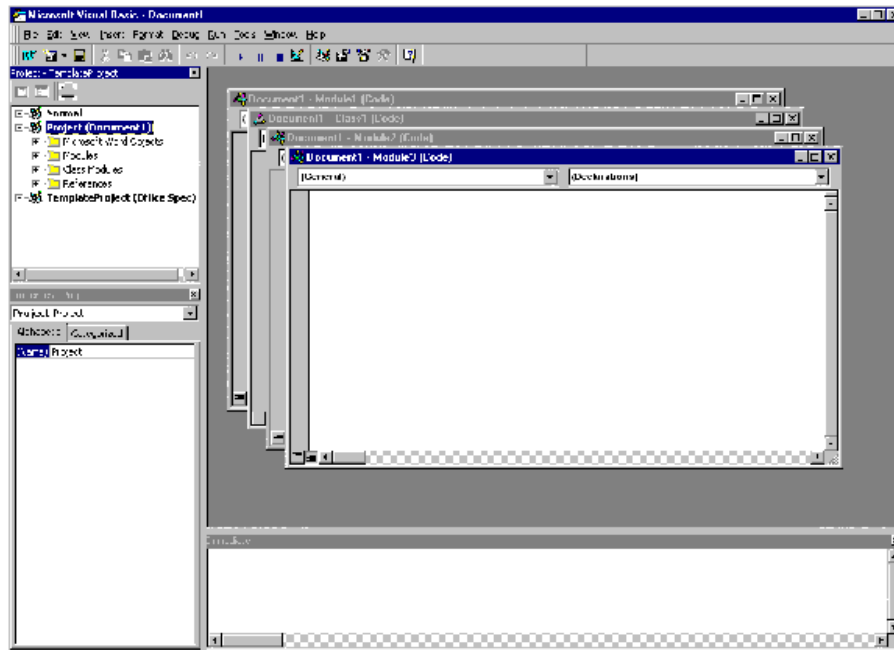 Microsoft Visual Basic - Document1
File Edit View Insert Format Debug Run Tools Window Help
Project - TemplateProject
Normal
Project (Document1)
Microsoft Word Objects
Modules
Class Modules
References
TemplateProject (Office Spec)
Project Project
Alphabetic Categorized
(Name) Project
Document1 - Module1 (Code)
Document1 - Class1 (Code)
Document1 - Module2 (Code)
Document1 - Module3 (Code)
(General) (Declarations)
Immediate